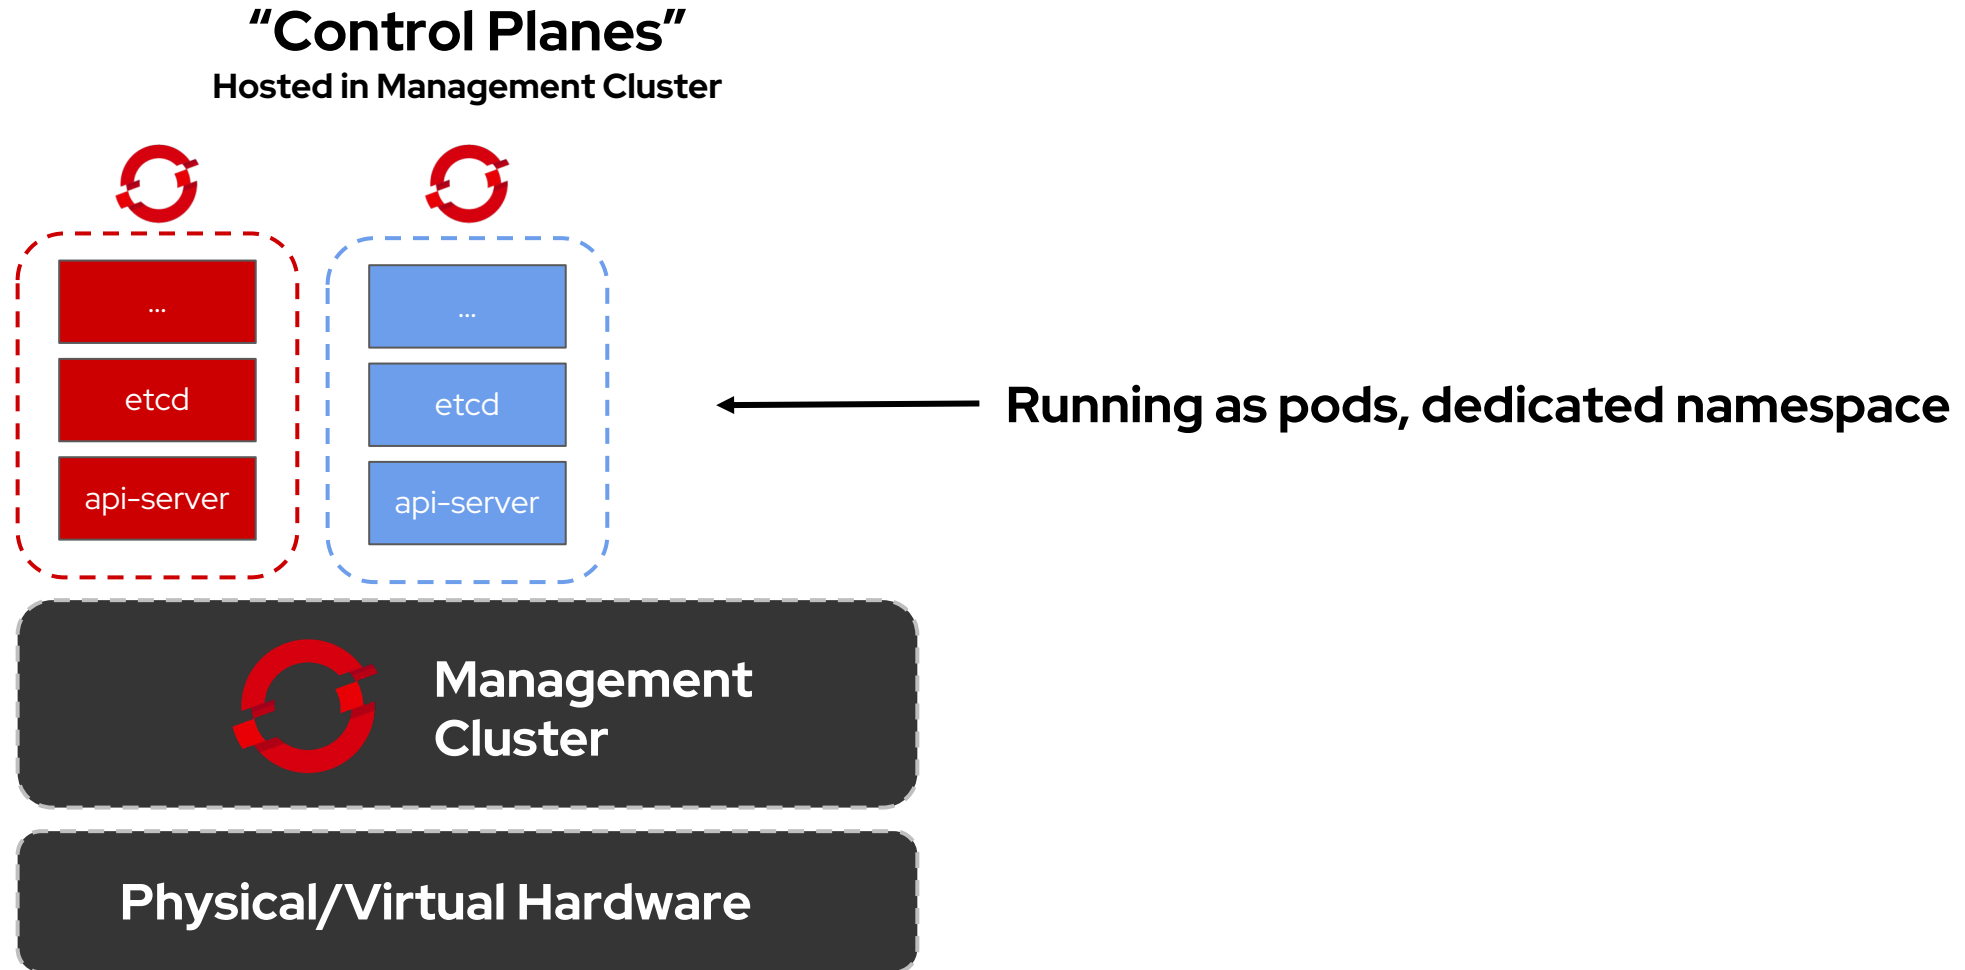 “Control Planes”
Hosted in Management Cluster
...
etcd
api-server
...
etcd
api-server
Running as pods, dedicated namespace
Management
Cluster
Physical/Virtual Hardware